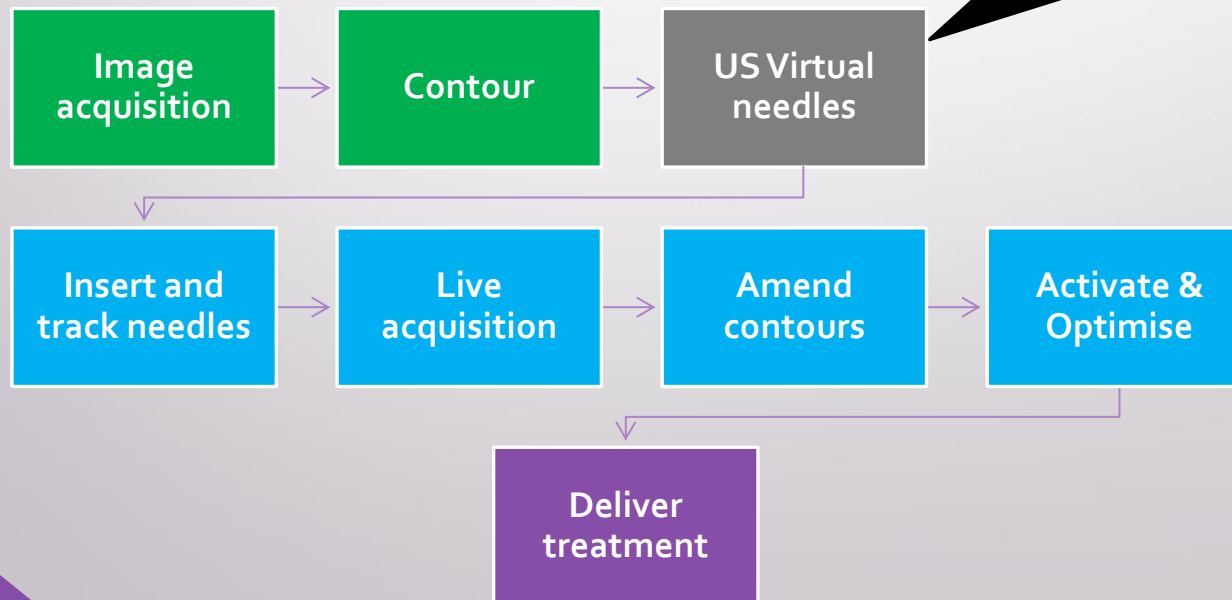 Image
acquisition
Contour
US Virtual
needles
Insert and
track needles
Live
acquisition
Amend
contours
Activate &
Optimise
Deliver
treatment